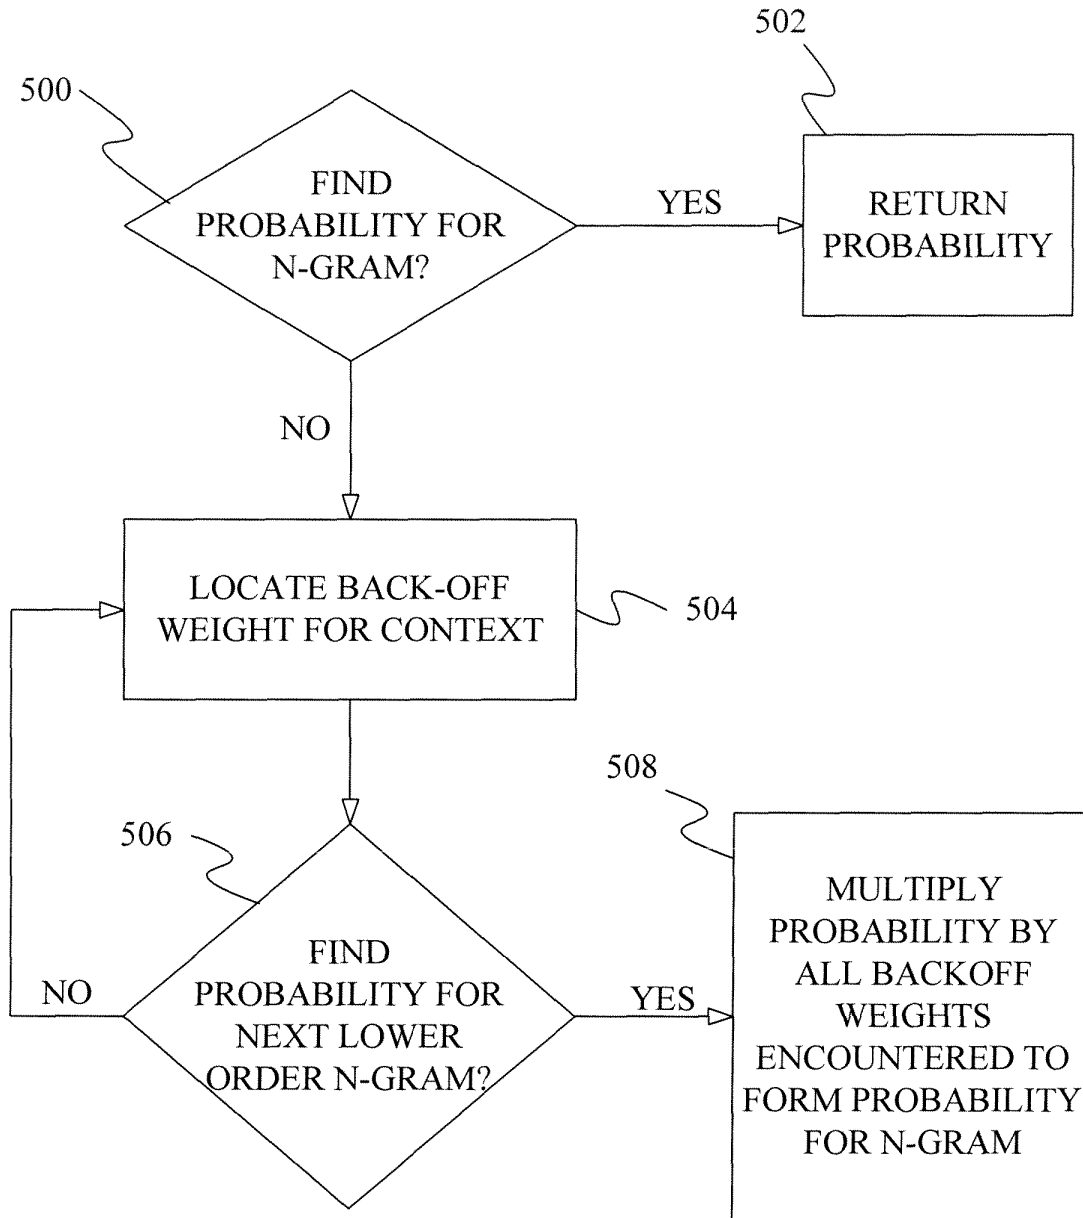 502
500
FIND
PROBABILITY FOR
N-GRAM?
YES
RETURN
PROBABILITY
NO
LOCATE BACK-OFF
WEIGHT FOR CONTEXT
504
508
506
FIND
PROBABILITY FOR
NEXT LOWER
ORDER N-GRAM?
NO
YES
MULTIPLY
PROBABILITY BY
ALL BACKOFF
WEIGHTS
ENCOUNTERED TO
FORM PROBABILITY
FOR N-GRAM